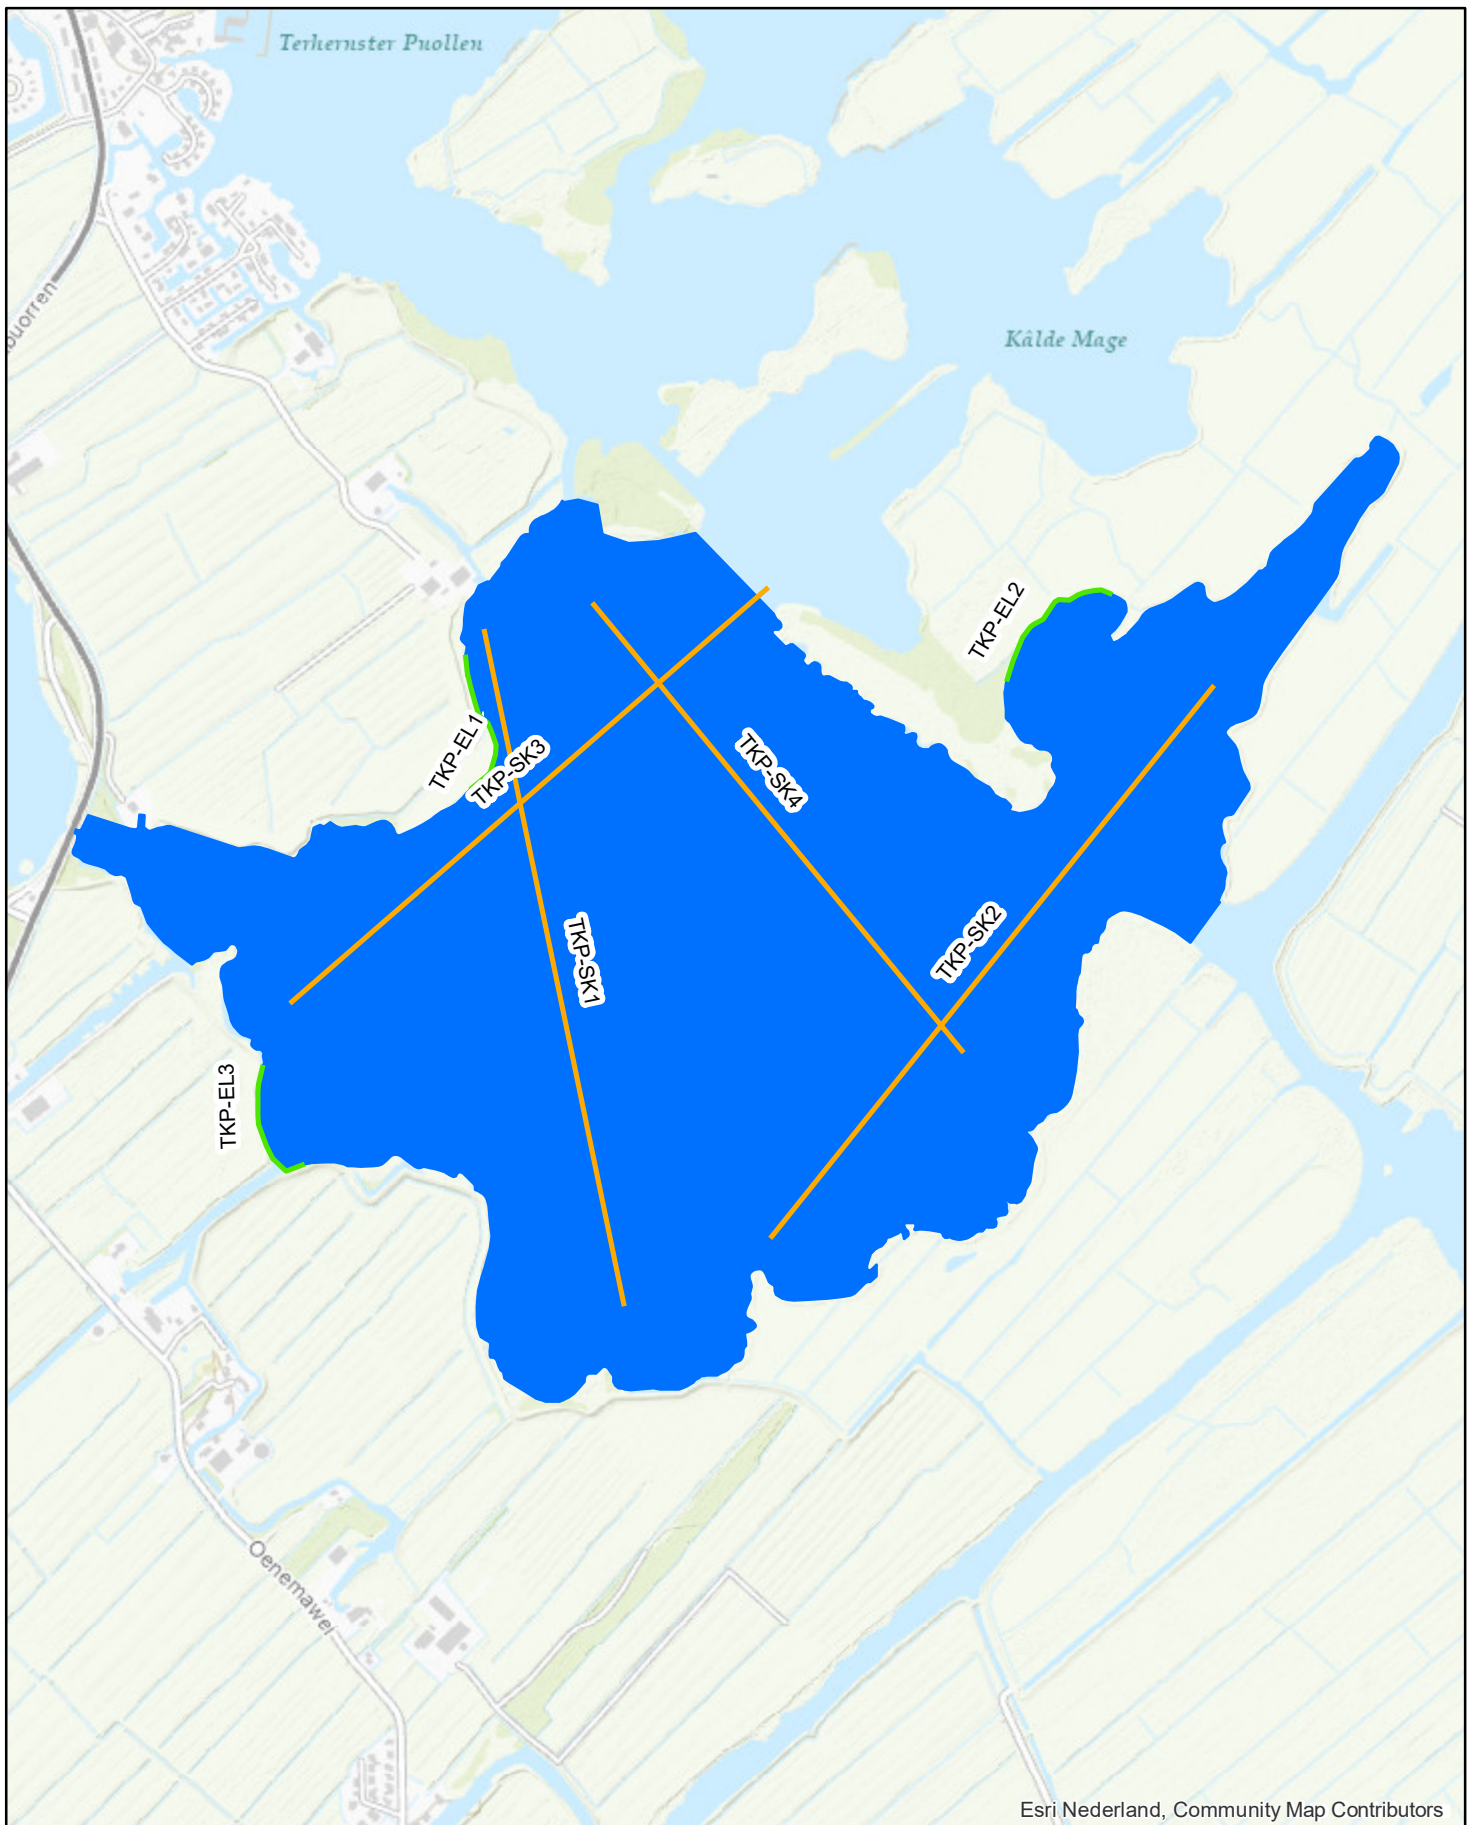 Terhernster Puollen
Kâlde Mage
TKP-EL2
TKP-EL1
TKP-SK3
TKP-SK4
TKP-SK1
TKP-SK2
TKP-EL3
Oenemawei
Esri Nederland, Community Map Contributors